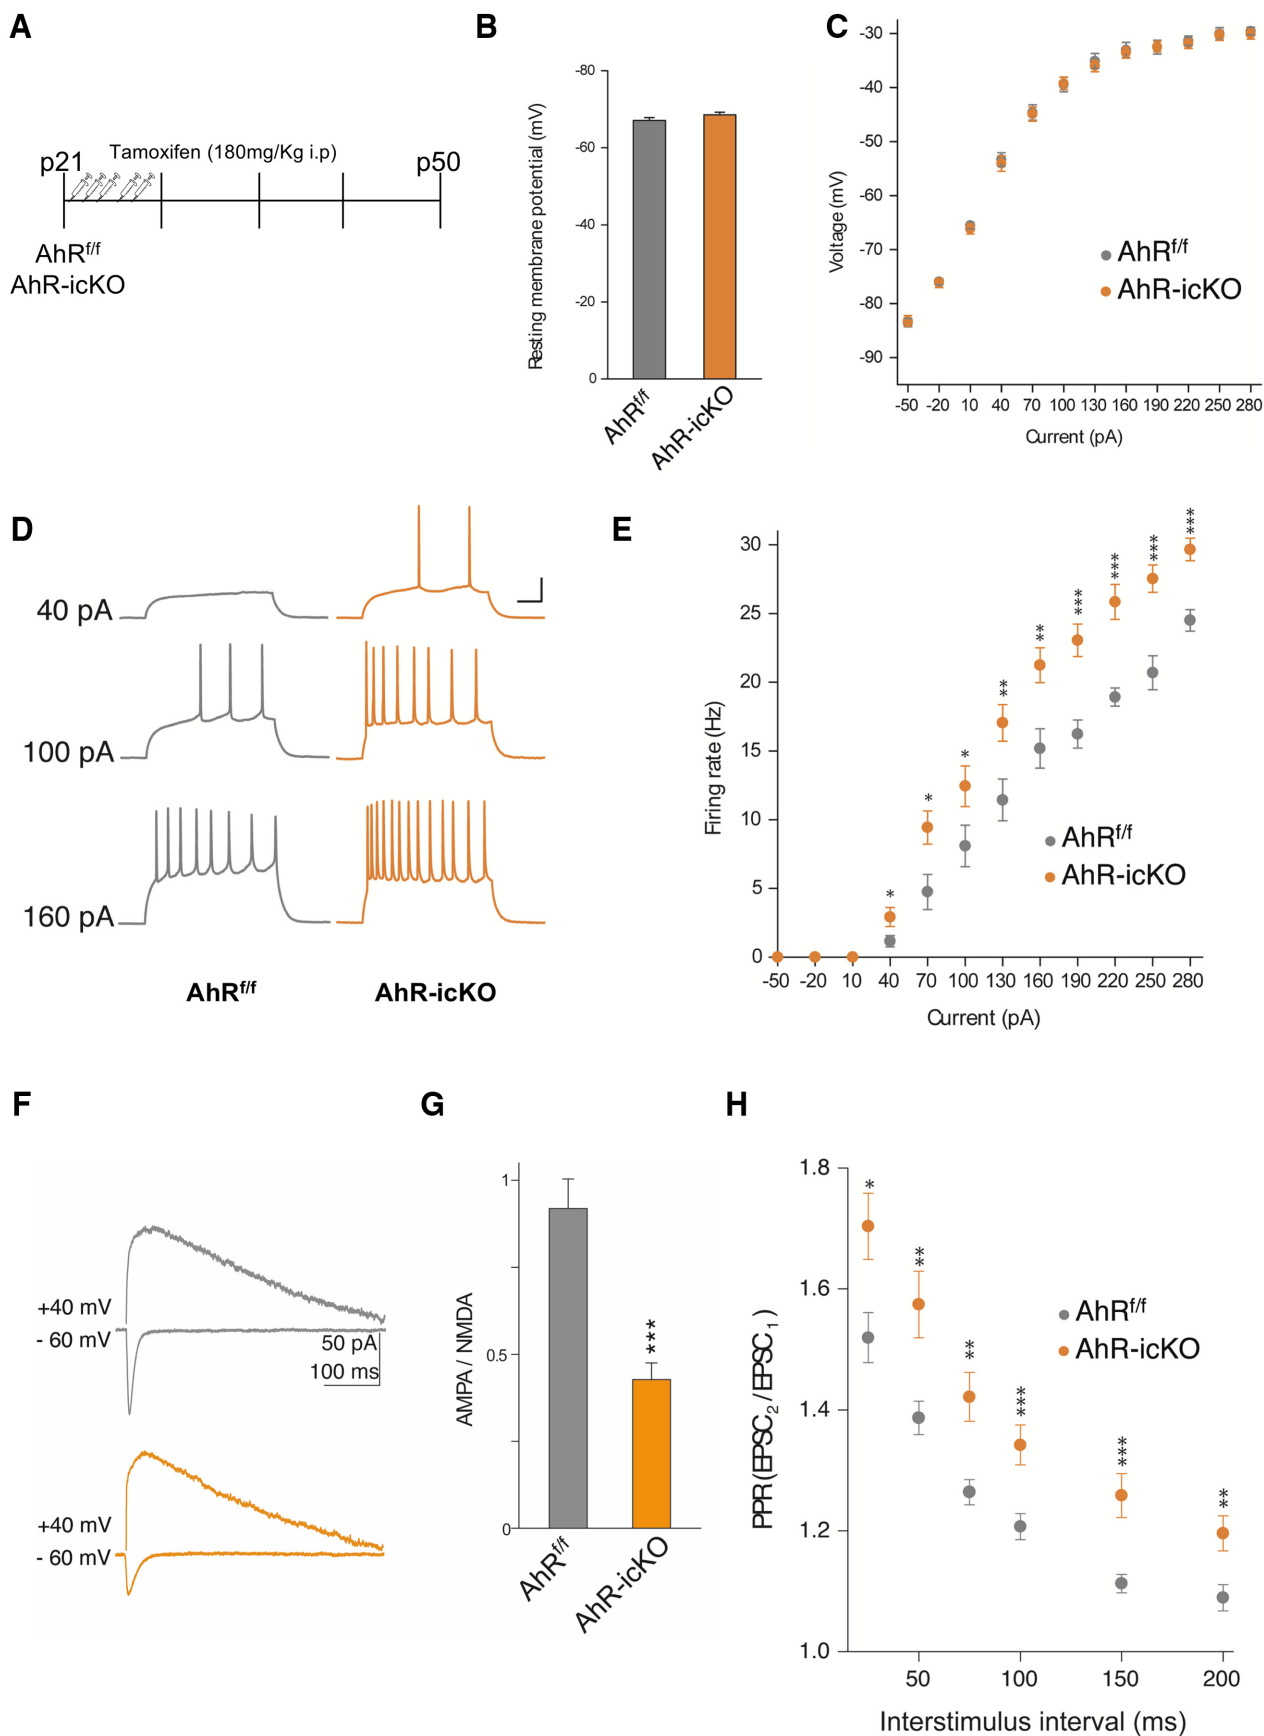 A
p21
Tamoxifen (180mg/Kg i.p)
p50
AhRf/f
AhR-icKO
B
Resting membrane potential (mV)
-80
-60
-40
-20
0
AhRf/f
AhR-icKO
C
Voltage (mV)
-30
-40
-50
-60
-70
-80
-90
AhRf/f
AhR-icKO
-50 -20 10 40 70 100 130 160 190 220 250 280
Current (pA)
D
40 pA
100 pA
160 pA
AhRf/f
AhR-icKO
E
Firing rate (Hz)
30
25
20
15
10
5
0
* * * ** ** *** *** *** ***
AhRf/f
AhR-icKO
-50 -20 10 40 70 100 130 160 190 220 250 280
Current (pA)
F
+40 mV
- 60 mV
50 pA
100 ms
+40 mV
- 60 mV
G
AMPA / NMDA
1
0.5
0
***
AhRf/f
AhR-icKO
H
PPR (EPSC2 / EPSC1)
1.8
1.6
1.4
1.2
1.0
* ** ** *** *** **
AhRf/f
AhR-icKO
50 100 150 200
Interstimulus interval (ms)